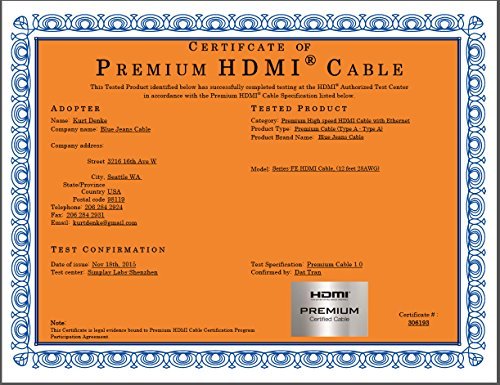 CERTIFCATE OF
PREMIUM HDMI® CABLE
This Tested Product identified below has successfully completed testing at the HDMI® Authorized Test Center
in accordance with the Premium HDMI® Cable Specification listed below.
ADOPTER
Name: Kurt Denke
Company name: Blue Jeans Cable
Company address:
Street 3216 16th Ave W
City, Seattle WA
State/Province
Country USA
Postal code 98119
Telephone: 206 284 2924
Fax: 206 284 2931
Email: kurtdenke@gmail.com
TESTED PRODUCT
Category: Premium High speed HDMI Cable with Ethernet
Product Type: Premium Cable (Type A - Type A)
Product Brand Name: Blue Jeans Cable
Model: Series-FE HDMI Cable, (12 feet 28AWG)
TEST CONFIRMATION
Date of issue: Nov 18th, 2015
Test center: Simplay Labs Shenzhen
Test Specification: Premium Cable 1.0
Confirmed by: Dat Tran
HDMI
PREMIUM
Certified Cable
Certificate #:
306193
Note:
This Certificate is legal evidence bound to Premium HDMI Cable Certification Program
Participation Agreement.